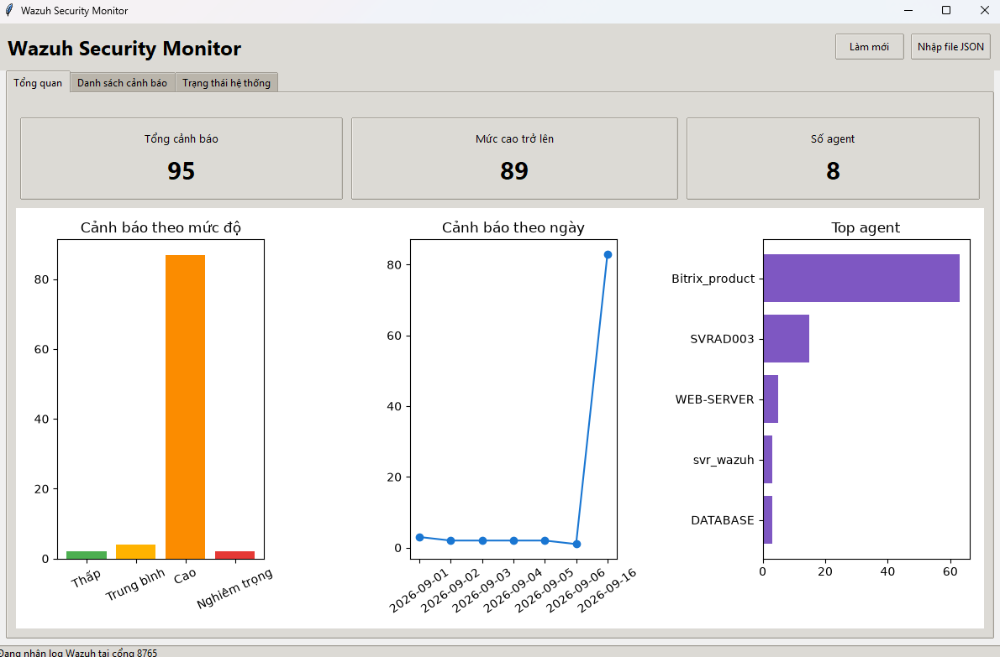 Wazuh Security Monitor
Wazuh Security Monitor
Làm mới
Nhập file JSON
Tổng quan
Danh sách cảnh báo
Trạng thái hệ thống
Tổng cảnh báo
95
Mức cao trở lên
89
Số agent
8
Cảnh báo theo mức độ
80
60
40
20
0
Thấp
Trung bình
Cao
Nghiêm trọng
Cảnh báo theo ngày
80
60
40
20
0
2026-09-01
2026-09-02
2026-09-03
2026-09-04
2026-09-05
2026-09-06
2026-09-16
Top agent
Bitrix_product
SVRAD003
WEB-SERVER
svr_wazuh
DATABASE
0
20
40
60
Đang nhận log Wazuh tại cổng 8765